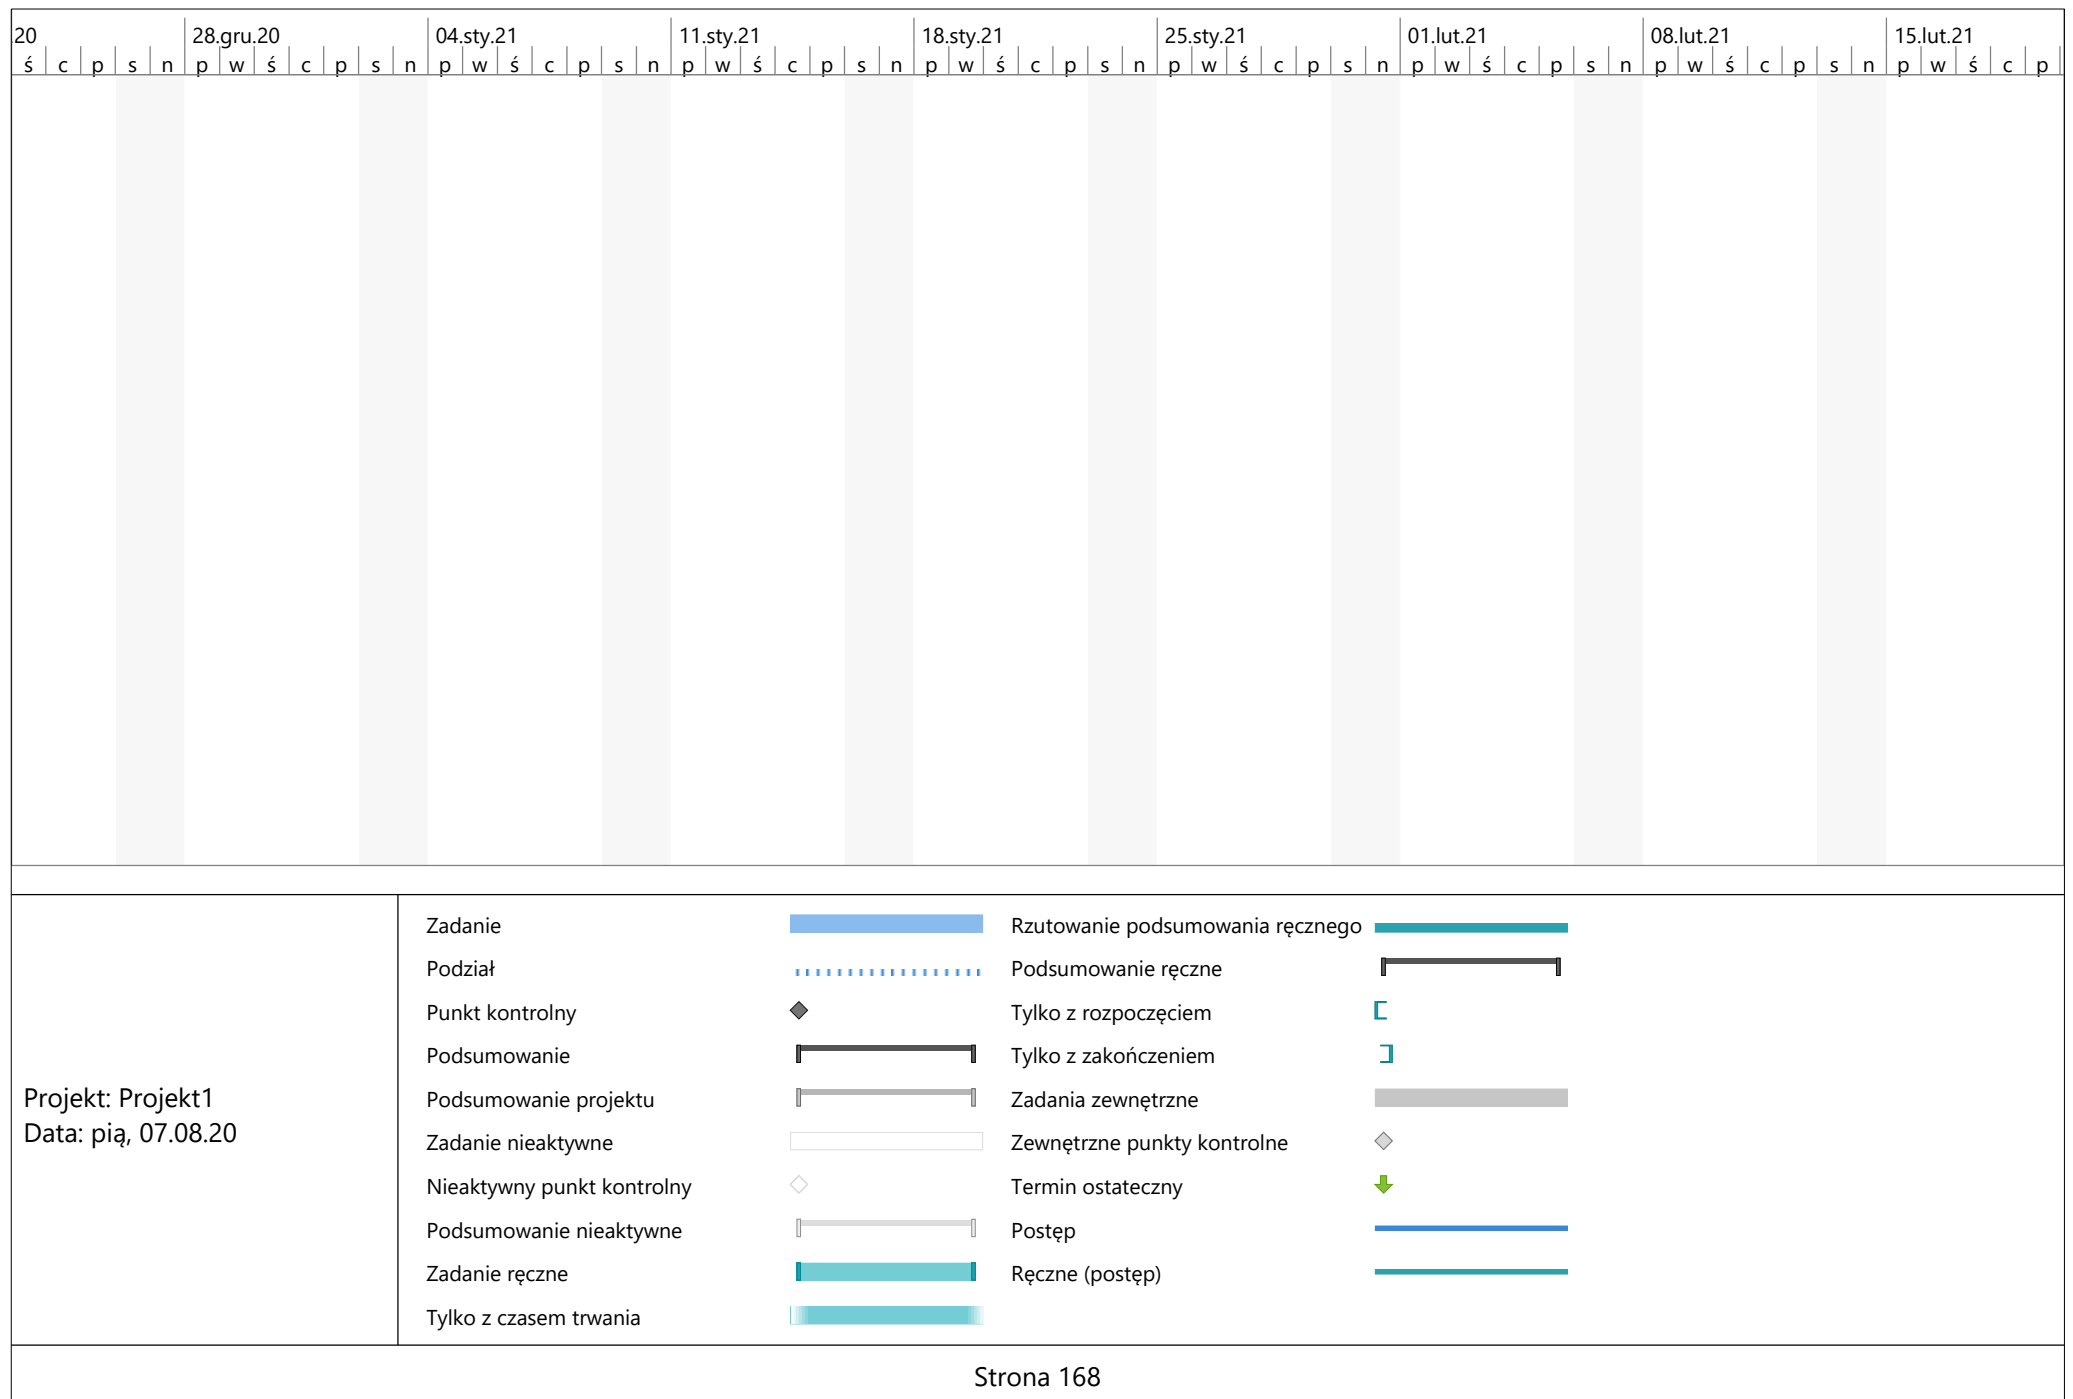 .20 28.gru.20 04.sty.21 11.sty.21 18.sty.21 25.sty.21 01.lut.21 08.lut.21 15.lut.21
ś c p s n p w ś c p s n p w ś c p s n p w ś c p s n p w ś c p s n p w ś c p s n p w ś c p s n p w ś c p s n p w ś c p
Zadanie
Podział
Punkt kontrolny
Podsumowanie
Podsumowanie projektu
Zadanie nieaktywne
Nieaktywny punkt kontrolny
Podsumowanie nieaktywne
Zadanie ręczne
Tylko z czasem trwania
Rzutowanie podsumowania ręcznego
Podsumowanie ręczne
Tylko z rozpoczęciem
Tylko z zakończeniem
Zadania zewnętrzne
Zewnętrzne punkty kontrolne
Termin ostateczny
Postęp
Ręczne (postęp)
Projekt: Projekt1
Data: pią, 07.08.20
Strona 168